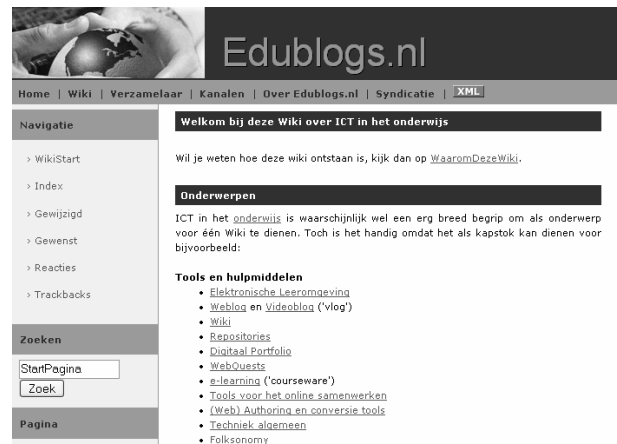 Edublogs.nl
Home | Wiki | Verzamelaar | Kanalen | Over Edublogs.nl | Syndicatie | XML
Navigatie
› WikiStart
› Index
› Gewijzigd
› Gewenst
› Reacties
› Trackbacks
Zoeken
StartPagina
Zoek
Pagina
Welkom bij deze Wiki over ICT in het onderwijs
Wil je weten hoe deze wiki ontstaan is, kijk dan op WaaromDezeWiki.
Onderwerpen
ICT in het onderwijs is waarschijnlijk wel een erg breed begrip om als onderwerp
voor één Wiki te dienen. Toch is het handig omdat het als kapstok kan dienen voor
bijvoorbeeld:
Tools en hulpmiddelen
• Elektronische Leeromgeving
• Weblog en Videoblog ('vlog')
• Wiki
• Repositories
• Digitaal Portfolio
• WebQuests
• e-learning ('courseware')
• Tools voor het online samenwerken
• (Web) Authoring en conversie tools
• Techniek algemeen
• Folksonomy